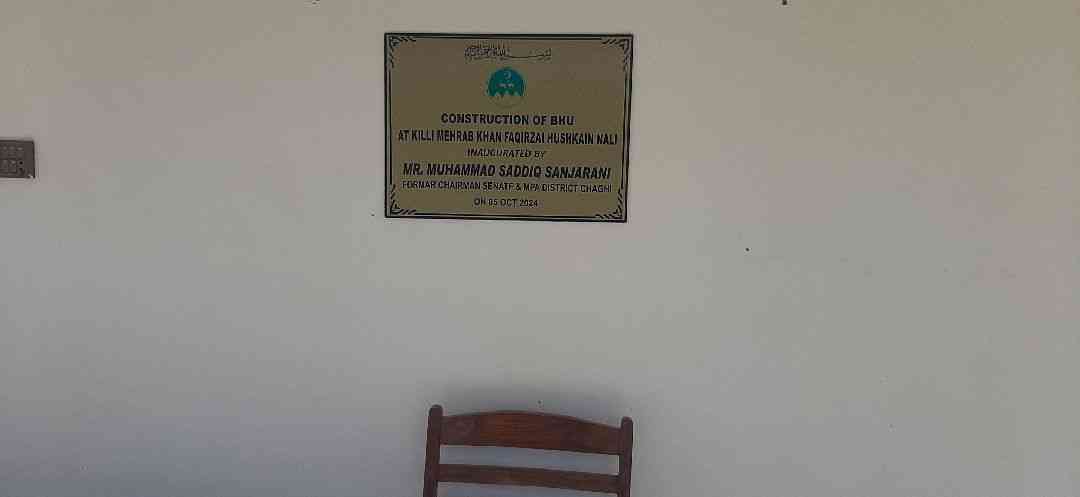 CONSTRUCTION OF BHU
AT KILLI MEHRAB KHAN FAQIRZAI HUSHKAIN NALI
INAUGURATED BY
MR. MUHAMMAD SADDIQ SANJARANI
FORMAR CHAIRMAN SENATE & MPA DISTRICT CHAGHI
ON 05 OCT 2024